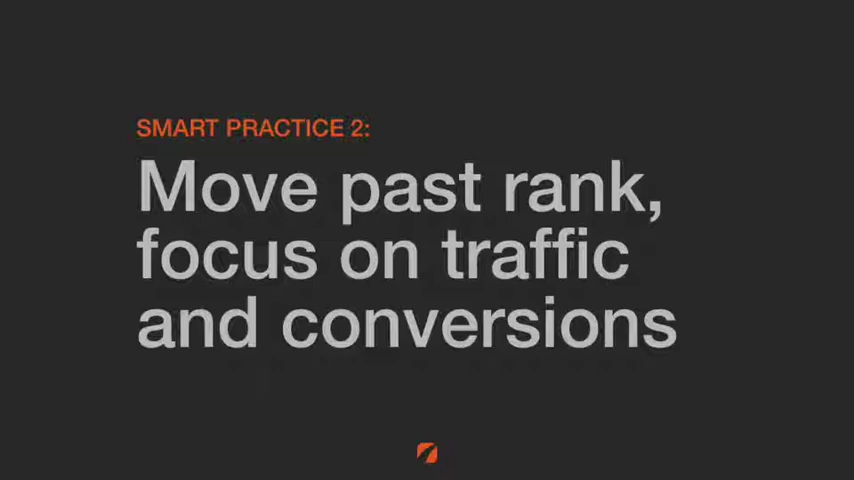 SMART PRACTICE 2:
Move past rank,
focus on traffic
and conversions